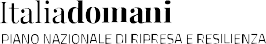 Italiadomani
PIANO NAZIONALE DI RIPRESA E RESILIENZA